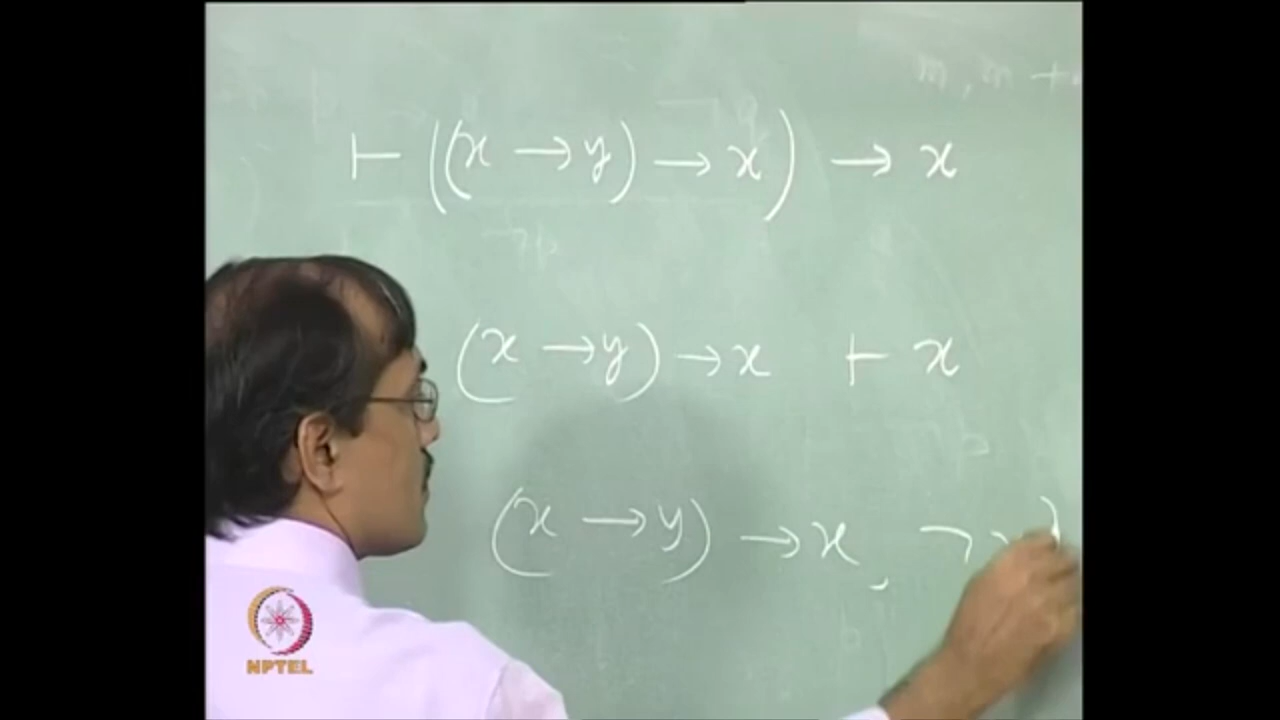 ⊢ ((x → y) → x) → x
(x → y) → x ⊢ x
(x → y) → x, ¬x}
NPTEL